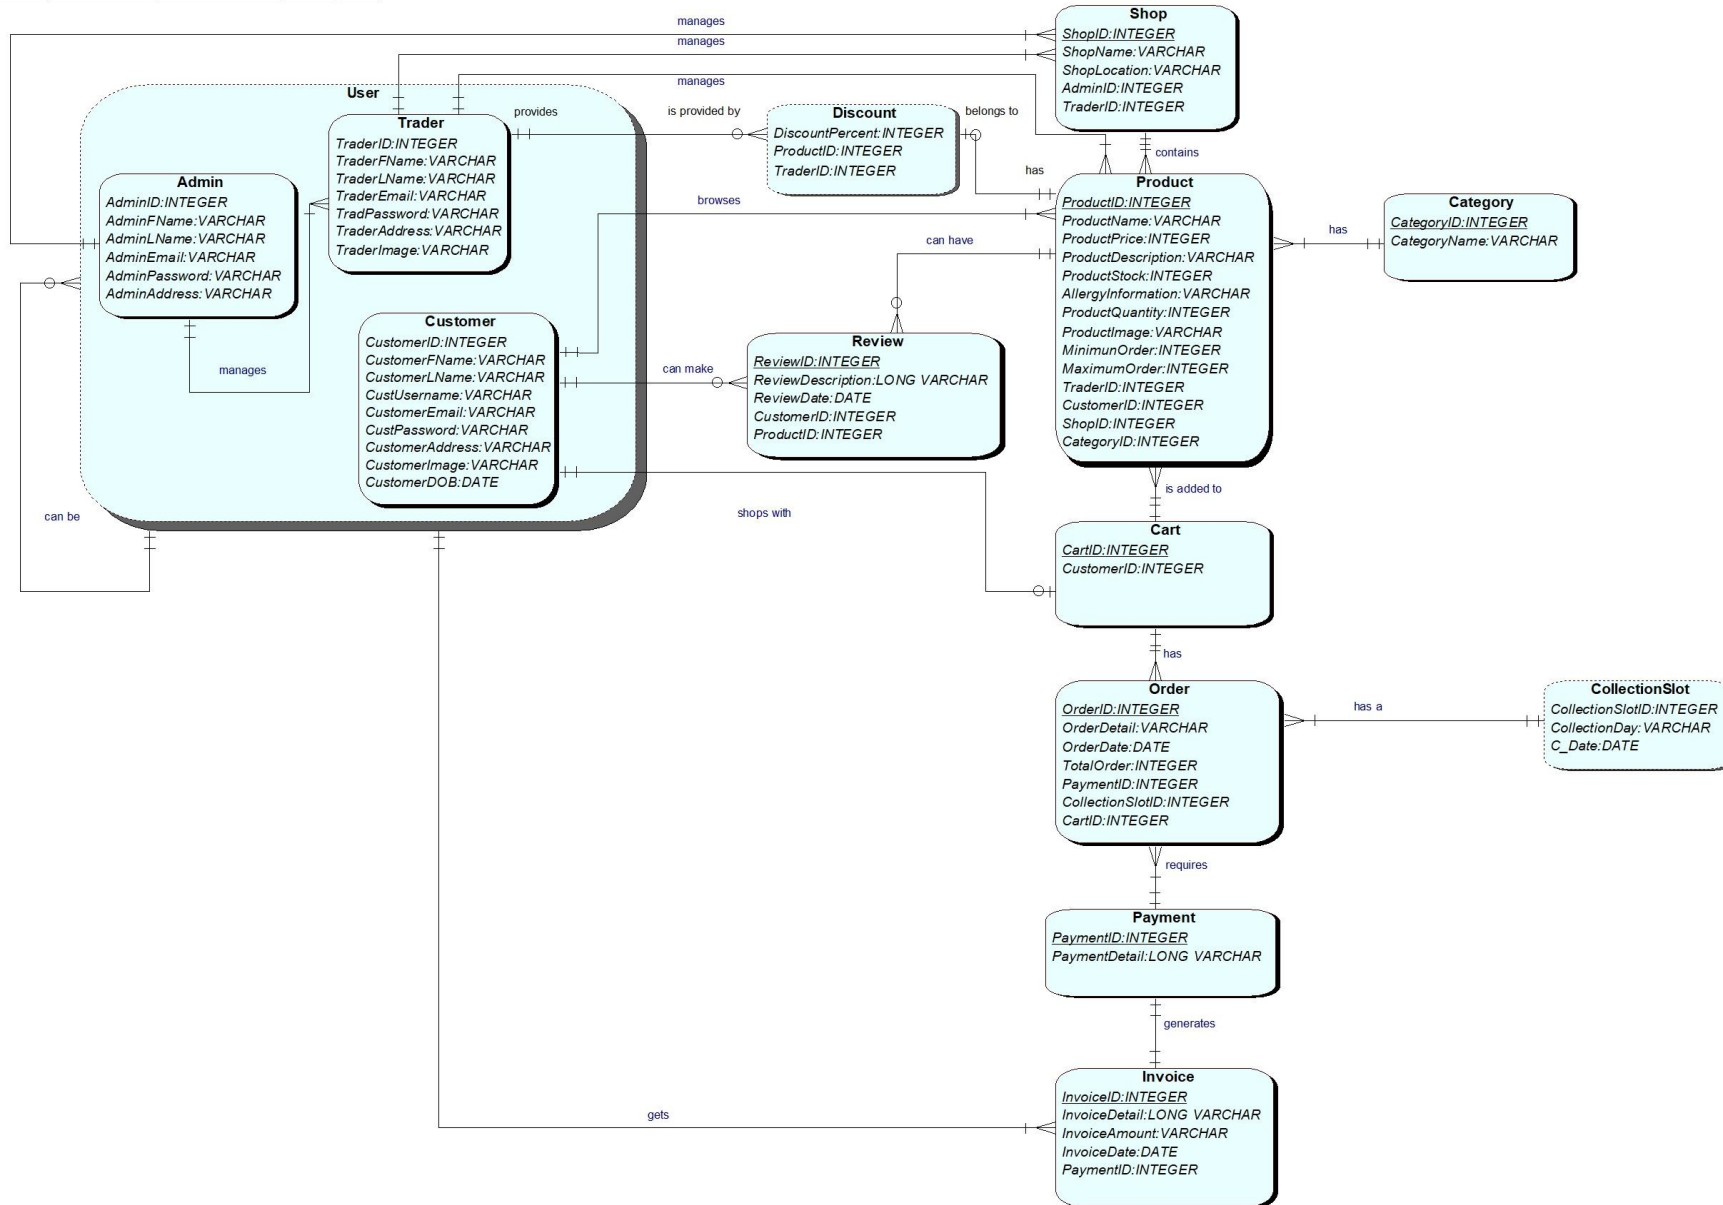 manages
Shop
ShopID:INTEGER
ShopName:VARCHAR
ShopLocation:VARCHAR
AdminID:INTEGER
TraderID:INTEGER
manages
manages
User
provides
is provided by
Discount
DiscountPercent:INTEGER
ProductID:INTEGER
TraderID:INTEGER
belongs to
has
contains
Trader
TraderID:INTEGER
TraderFName:VARCHAR
TraderLName:VARCHAR
TraderEmail:VARCHAR
TradPassword:VARCHAR
TraderAddress:VARCHAR
TraderImage:VARCHAR
Admin
AdminID:INTEGER
AdminFName:VARCHAR
AdminLName:VARCHAR
AdminEmail:VARCHAR
AdminPassword:VARCHAR
AdminAddress:VARCHAR
manages
browses
can have
Product
ProductID:INTEGER
ProductName:VARCHAR
ProductPrice:INTEGER
ProductDescription:VARCHAR
ProductStock:INTEGER
AllergyInformation:VARCHAR
ProductQuantity:INTEGER
ProductImage:VARCHAR
MinimunOrder:INTEGER
MaximumOrder:INTEGER
TraderID:INTEGER
CustomerID:INTEGER
ShopID:INTEGER
CategoryID:INTEGER
has
Category
CategoryID:INTEGER
CategoryName:VARCHAR
Customer
CustomerID:INTEGER
CustomerFName:VARCHAR
CustomerLName:VARCHAR
CustUsername:VARCHAR
CustomerEmail:VARCHAR
CustPassword:VARCHAR
CustomerAddress:VARCHAR
CustomerImage:VARCHAR
CustomerDOB:DATE
can make
Review
ReviewID:INTEGER
ReviewDescription:LONG VARCHAR
ReviewDate:DATE
CustomerID:INTEGER
ProductID:INTEGER
can be
shops with
is added to
Cart
CartID:INTEGER
CustomerID:INTEGER
has
Order
OrderID:INTEGER
OrderDetail:VARCHAR
OrderDate:DATE
TotalOrder:INTEGER
PaymentID:INTEGER
CollectionSlotID:INTEGER
CartID:INTEGER
has a
CollectionSlot
CollectionSlotID:INTEGER
CollectionDay:VARCHAR
C_Date:DATE
requires
Payment
PaymentID:INTEGER
PaymentDetail:LONG VARCHAR
generates
gets
Invoice
InvoiceID:INTEGER
InvoiceDetail:LONG VARCHAR
InvoiceAmount:VARCHAR
InvoiceDate:DATE
PaymentID:INTEGER